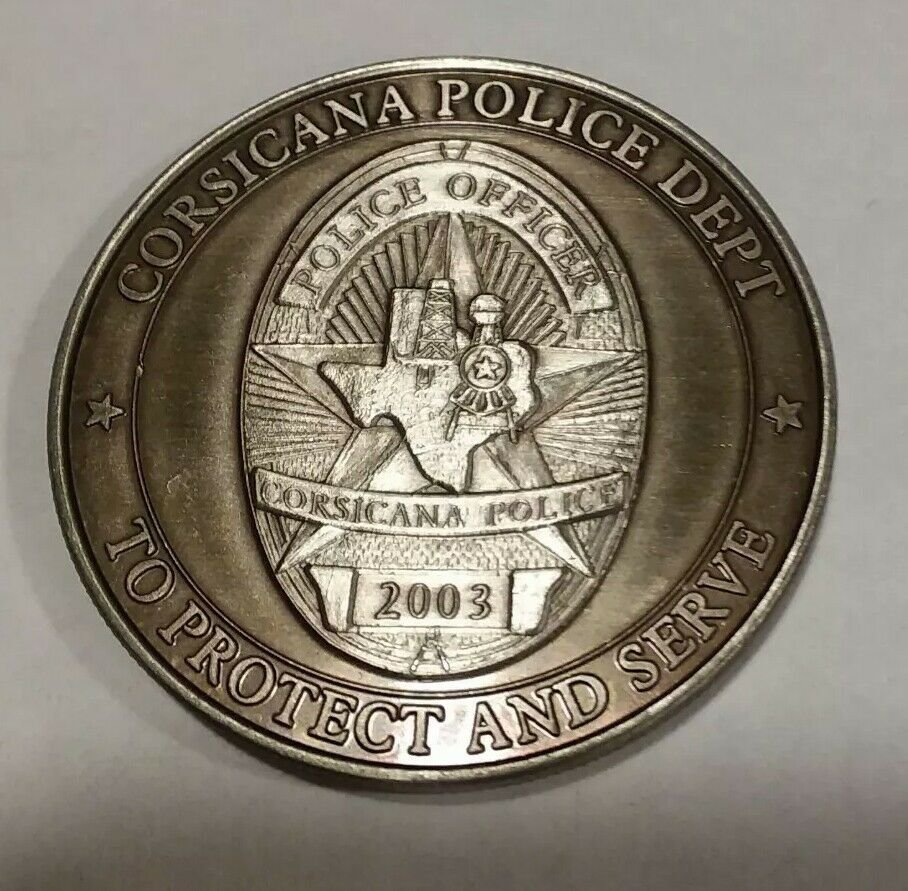 CORSICANA POLICE DEPT
POLICE OFFICER
CORSICANA POLICE
2003
TO PROTECT AND SERVE